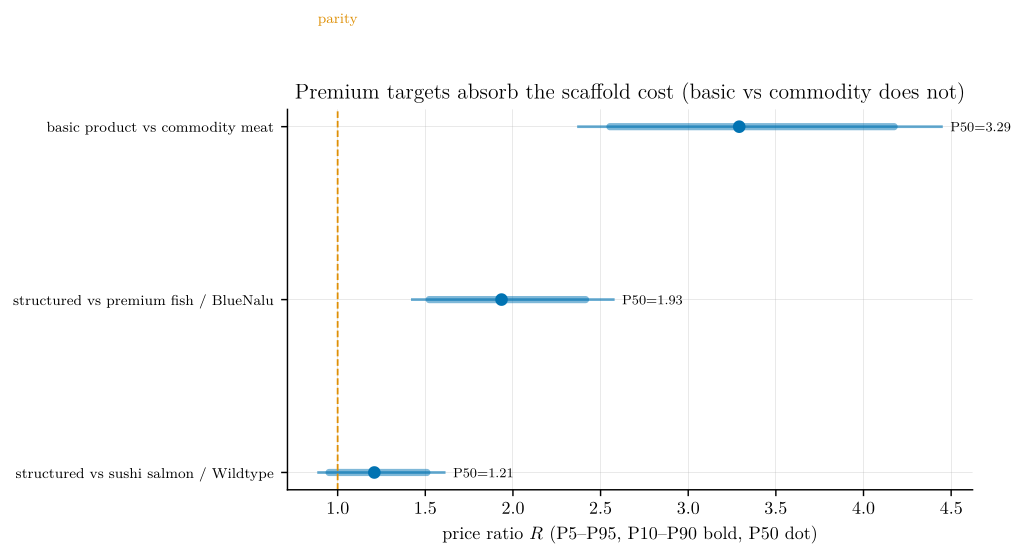 parity
Premium targets absorb the scaffold cost (basic vs commodity does not)
basic product vs commodity meat
P50=3.29
structured vs premium fish / BlueNalu
P50=1.93
structured vs sushi salmon / Wildtype
P50=1.21
1.0 1.5 2.0 2.5 3.0 3.5 4.0 4.5
price ratio R (P5–P95, P10–P90 bold, P50 dot)